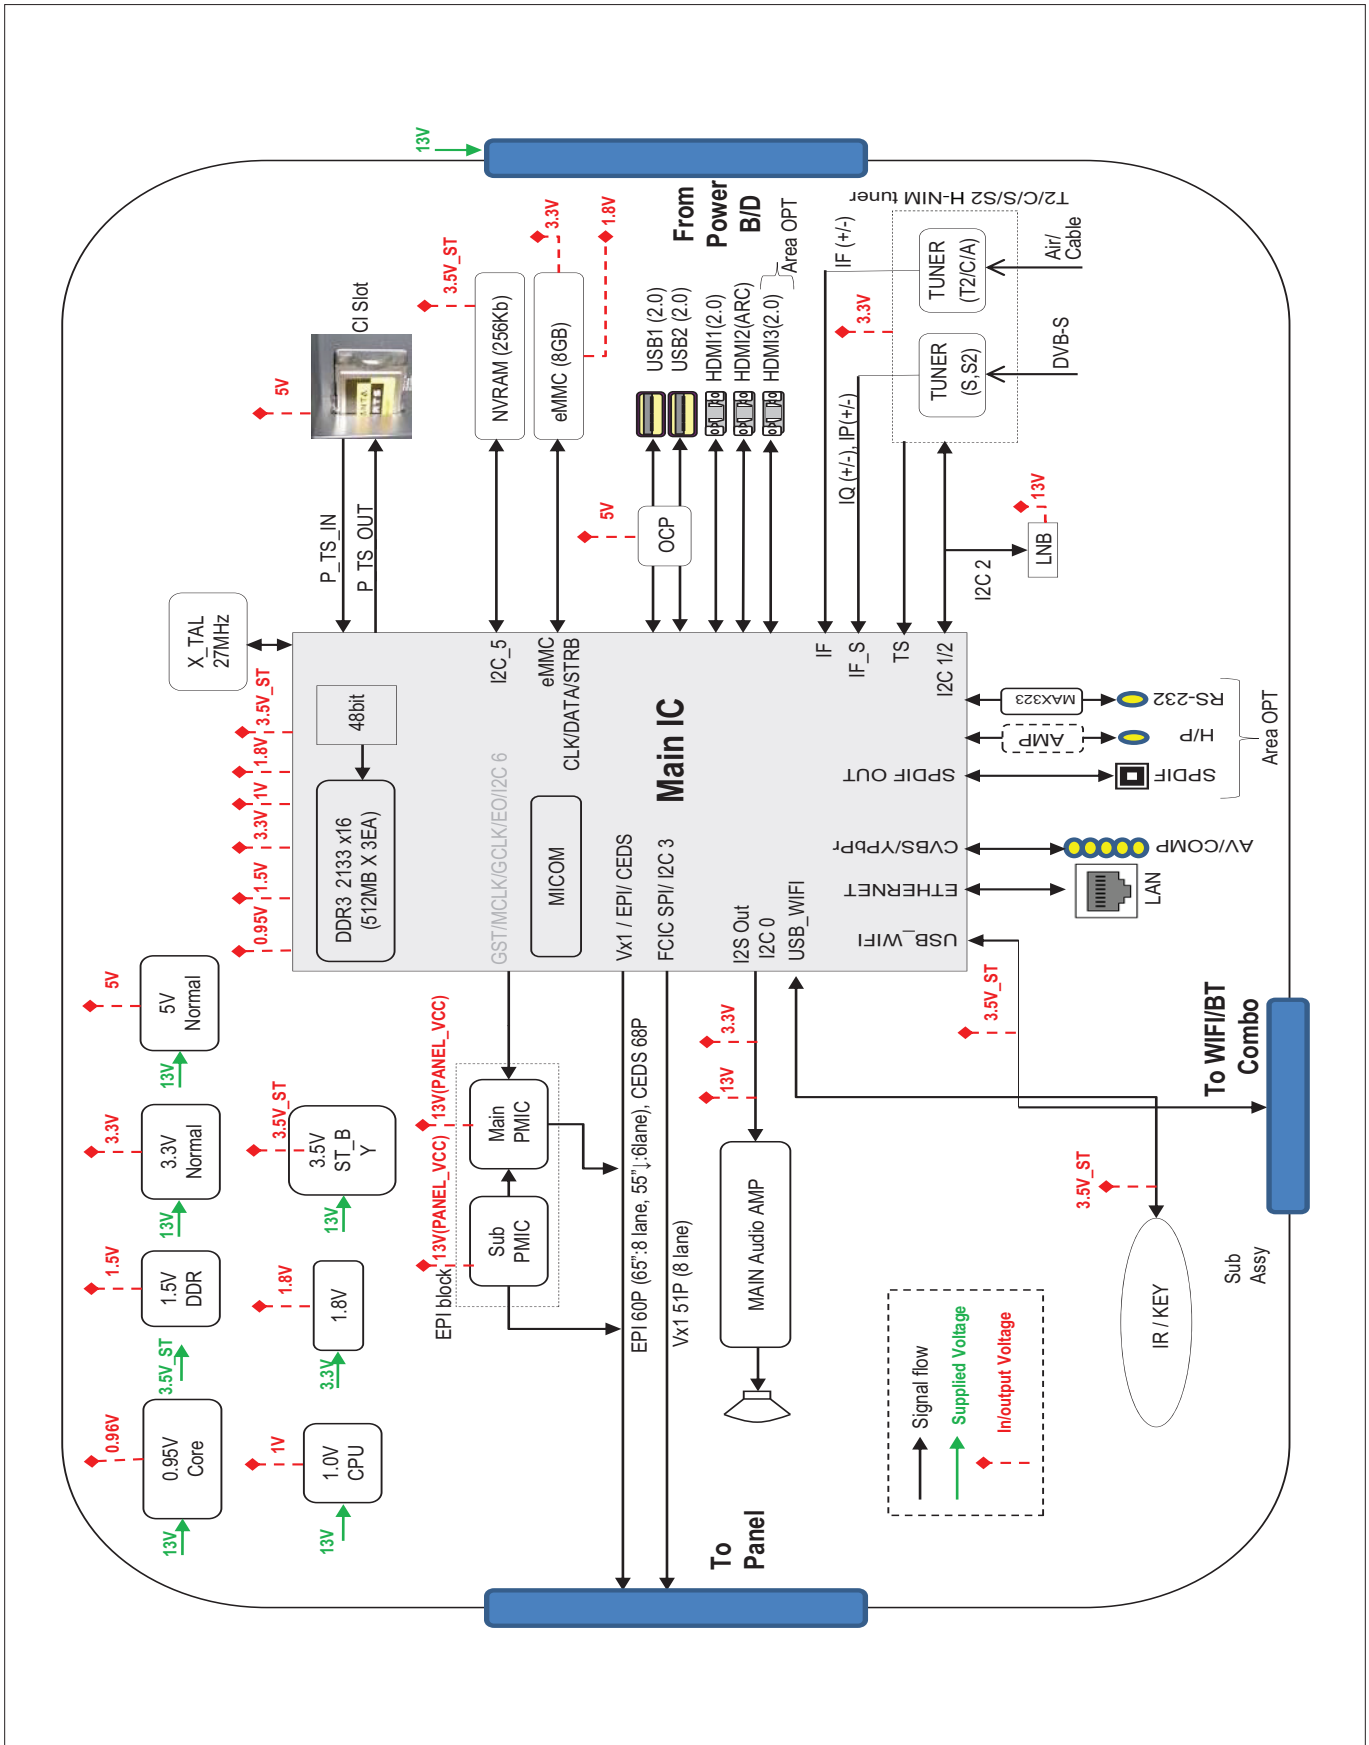 13V
From
Power
B/D
CI Slot
5V
3.5V_ST
NVRAM (256Kb)
3.3V
eMMC (8GB)
1.8V
USB1 (2.0)
USB2 (2.0)
HDMI1(2.0)
HDMI2(ARC)
HDMI3(2.0)
Area OPT
T2/C/S/S2 H-NIM tuner
IF (+/-)
3.3V
TUNER
(T2/C/A)
Air/
Cable
TUNER
(S,S2)
DVB-S
IQ (+/-), IP(+/-)
P_TS_IN
P_TS_OUT
5V
OCP
13V
LNB
I2C 2
X_TAL
27MHz
3.5V_ST
1.8V
1V
3.3V
1.5V
0.95V
48bit
DDR3 2133 x16
(512MB X 3EA)
I2C_5
eMMC
CLK/DATA/STRB
GST/MCLK/GCLK/EO/I2C 6
MICOM
Main IC
Vx1 / EPI/ CEDS
FCIC SPI/ I2C 3
I2S Out
I2C 0
USB_WIFI
IF
IF_S
TS
I2C 1/2
SPDIF OUT
CVBS/YPbPr
ETHERNET
USB_WIFI
MAX323
RS-232
AMP
H/P
SPDIF
Area OPT
AV/COMP
LAN
5V
5V
Normal
13V
3.3V
3.3V
Normal
13V
1.5V
1.5V
DDR
3.5V_ST
0.96V
0.95V
Core
13V
3.5V_ST
3.5V
ST_B
Y
13V
1.8V
1.8V
3.3V
1V
1.0V
CPU
13V
13V(PANEL_VCC)
Main
PMIC
13V(PANEL_VCC)
Sub
PMIC
EPI block
EPI 60P (65”:8 lane, 55”↓:6lane), CEDS 68P
Vx1 51P (8 lane)
3.3V
13V
MAIN Audio AMP
3.5V_ST
To WIFI/BT
Combo
3.5V_ST
IR / KEY
Sub
Assy
To
Panel
Signal flow
Supplied Voltage
In/output Voltage